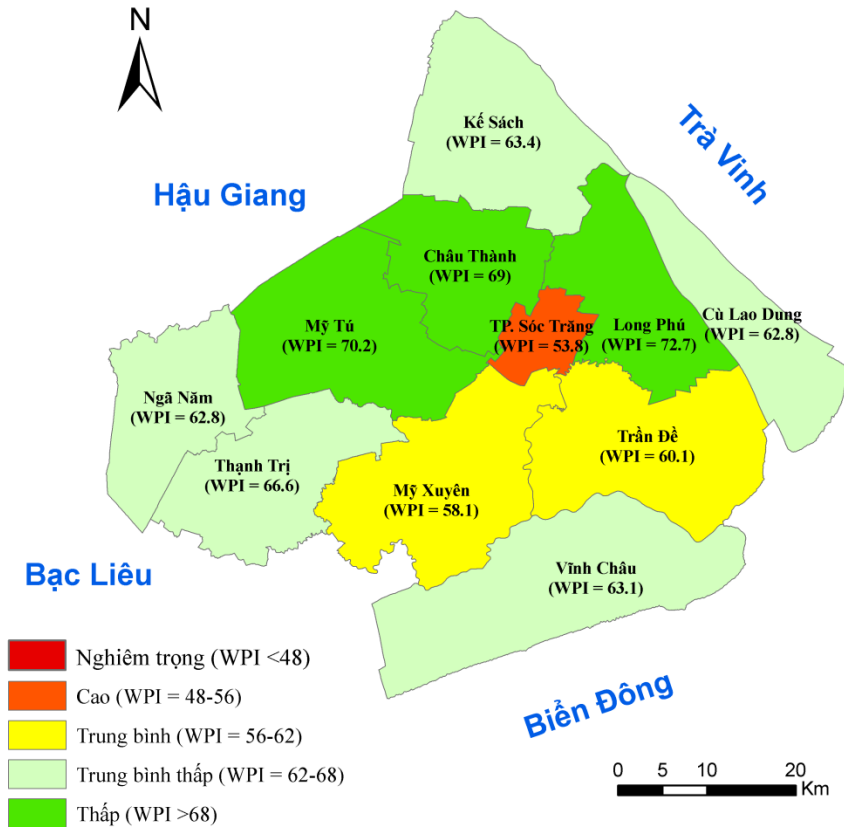 N
Kế Sách
(WPI = 63.4)
Trà Vinh
Hậu Giang
Châu Thành
(WPI = 69)
Mỹ Tú
(WPI = 70.2)
TP. Sóc Trăng
(WPI = 53.8)
Long Phú
(WPI = 72.7)
Cù Lao Dung
(WPI = 62.8)
Ngã Năm
(WPI = 62.8)
Thạnh Trị
(WPI = 66.6)
Mỹ Xuyên
(WPI = 58.1)
Trần Đề
(WPI = 60.1)
Vĩnh Châu
(WPI = 63.1)
Bạc Liêu
Biển Đông
Nghiêm trọng (WPI <48)
Cao (WPI = 48-56)
Trung bình (WPI = 56-62)
Trung bình thấp (WPI = 62-68)
Thấp (WPI >68)
0 5 10 20
Km